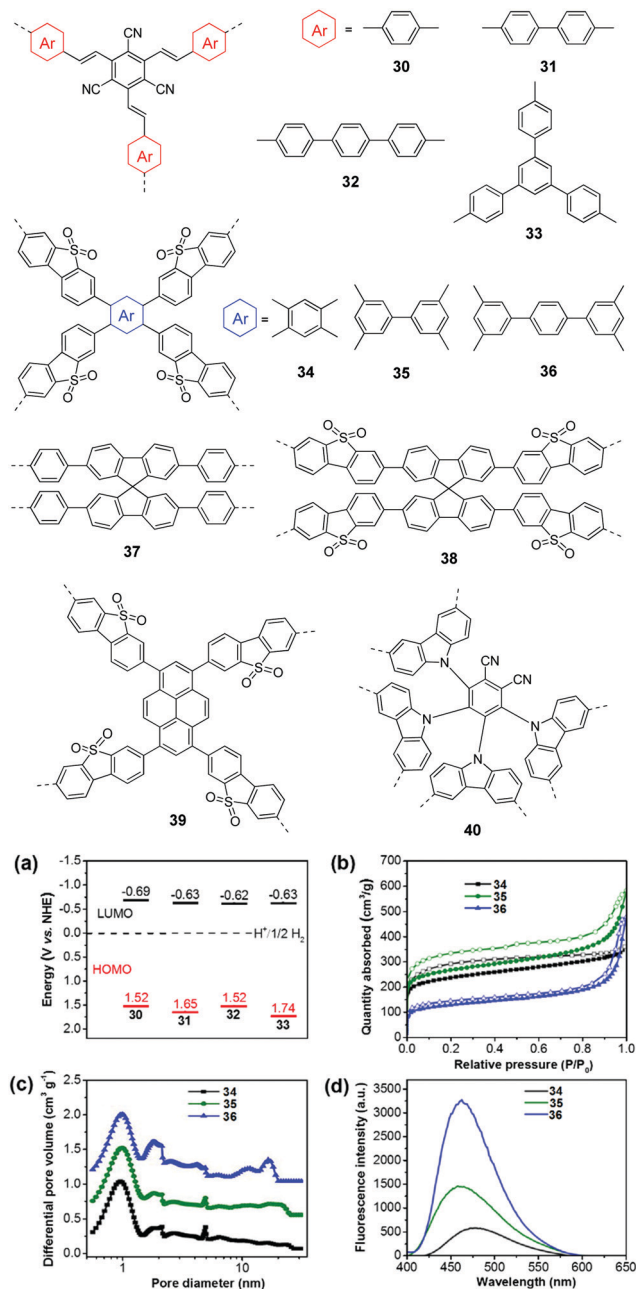 Ar
Ar
CN
NC
CN
Ar
Ar =
30
31
32
33
O O
S
O O
S
Ar
S
O O
S
O O
Ar =
34
35
36
37
O O
S
O O
S
S
O O
S
O O
38
O O
S
S
O
O
O O
S
S
O O
39
N
CN
CN
N
N
N
40
(a)
Energy (V vs. NHE)
-1.5
-1.0
-0.5
0.0
0.5
1.0
1.5
2.0
-0.69
-0.63
-0.62
-0.63
LUMO
H⁺/1/2 H₂
HOMO
1.52
1.65
1.52
1.74
30
31
32
33
(b)
Quantity absorbed (cm³/g)
800
700
600
500
400
300
200
100
0
34
35
36
0.0 0.2 0.4 0.6 0.8 1.0
Relative pressure (P/P₀)
(c)
Differential pore volume (cm³ g⁻¹)
2.5
2.0
1.5
1.0
0.5
0.0
34
35
36
1 10
Pore diameter (nm)
(d)
Fluorescence intensity (a.u.)
3500
3000
2500
2000
1500
1000
500
0
34
35
36
400 450 500 550 600 650
Wavelength (nm)